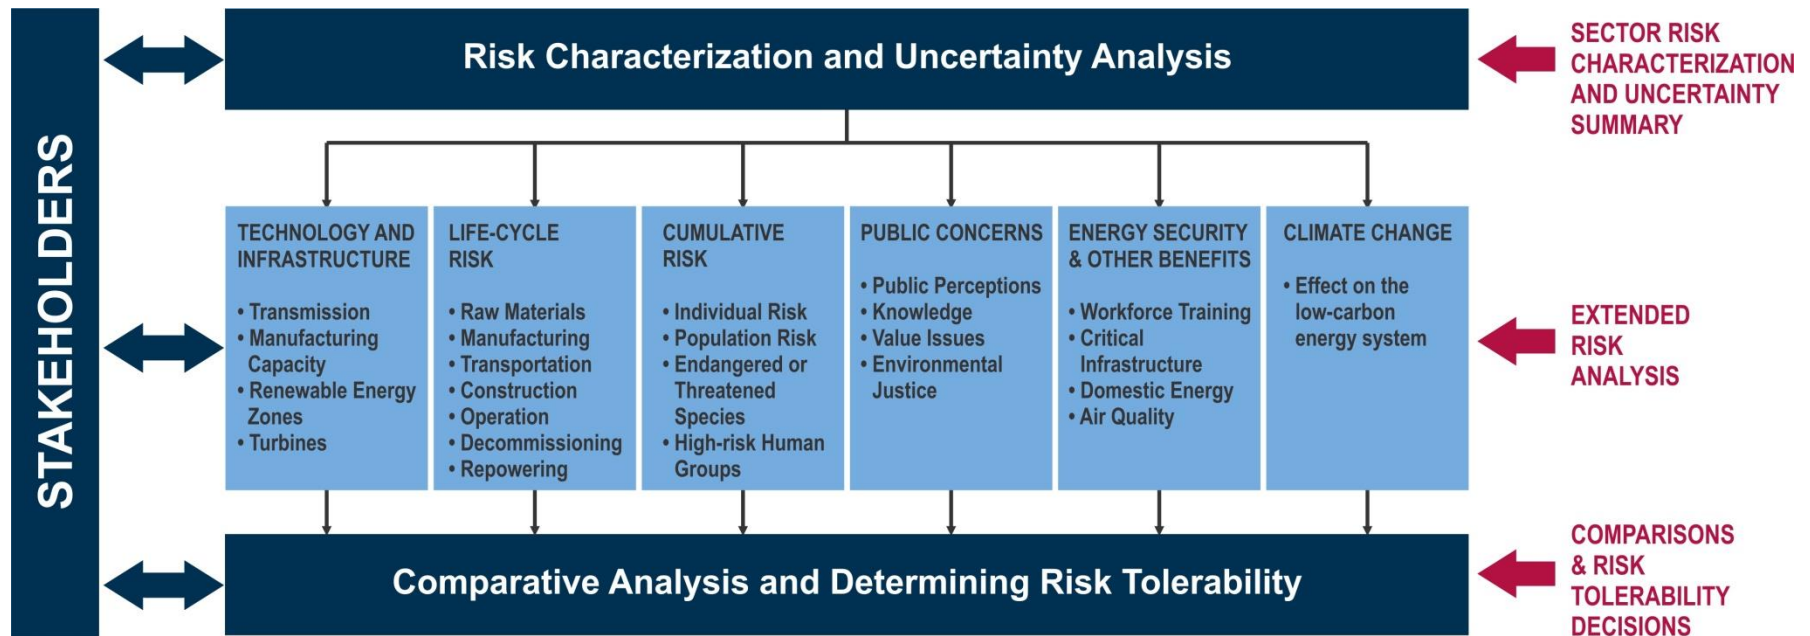 STAKEHOLDERS
Risk Characterization and Uncertainty Analysis
SECTOR RISK
CHARACTERIZATION
AND UNCERTAINTY
SUMMARY
TECHNOLOGY AND
INFRASTRUCTURE
• Transmission
• Manufacturing
Capacity
• Renewable Energy
Zones
• Turbines
LIFE-CYCLE
RISK
• Raw Materials
• Manufacturing
• Transportation
• Construction
• Operation
• Decommissioning
• Repowering
CUMULATIVE
RISK
• Individual Risk
• Population Risk
• Endangered or
Threatened
Species
• High-risk Human
Groups
PUBLIC CONCERNS
• Public Perceptions
• Knowledge
• Value Issues
• Environmental
Justice
ENERGY SECURITY
& OTHER BENEFITS
• Workforce Training
• Critical
Infrastructure
• Domestic Energy
• Air Quality
CLIMATE CHANGE
• Effect on the
low-carbon
energy system
EXTENDED
RISK
ANALYSIS
Comparative Analysis and Determining Risk Tolerability
COMPARISONS
& RISK
TOLERABILITY
DECISIONS